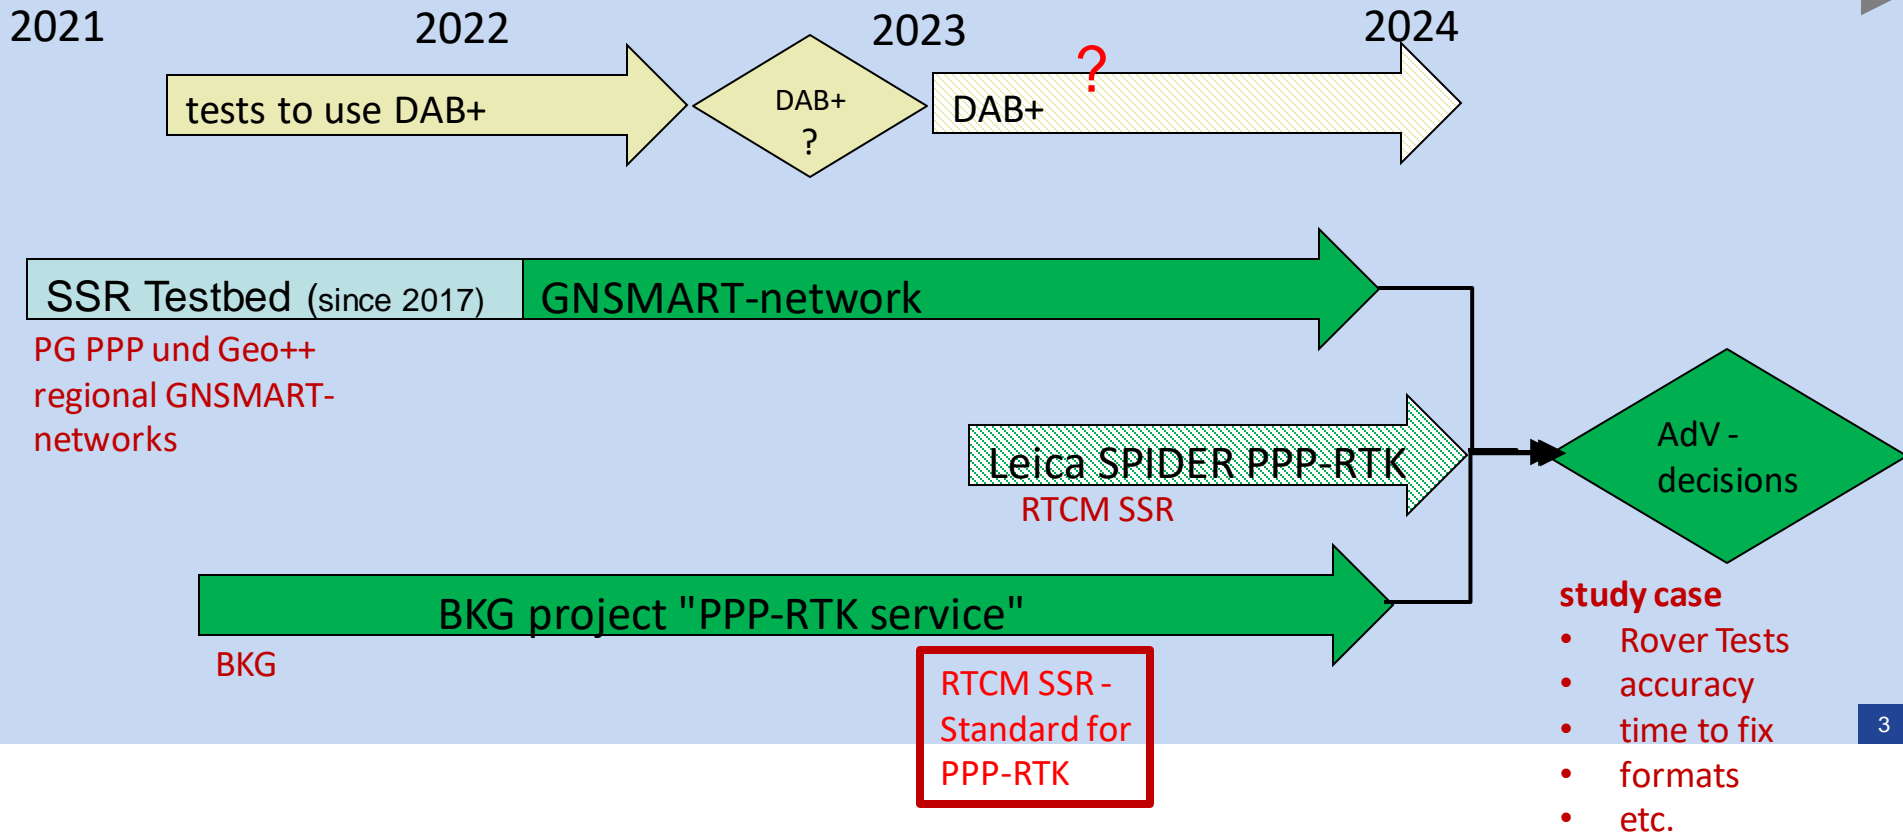 2021 2022 2023 2024
?
tests to use DAB+
DAB+
?
DAB+
SSR Testbed (since 2017)
GNSMART-network
PG PPP und Geo++
regional GNSMART-
networks
Leica SPIDER PPP-RTK
RTCM SSR
AdV -
decisions
BKG project "PPP-RTK service"
BKG
RTCM SSR -
Standard for
PPP-RTK
study case
• Rover Tests
• accuracy
• time to fix
• formats
• etc.
3